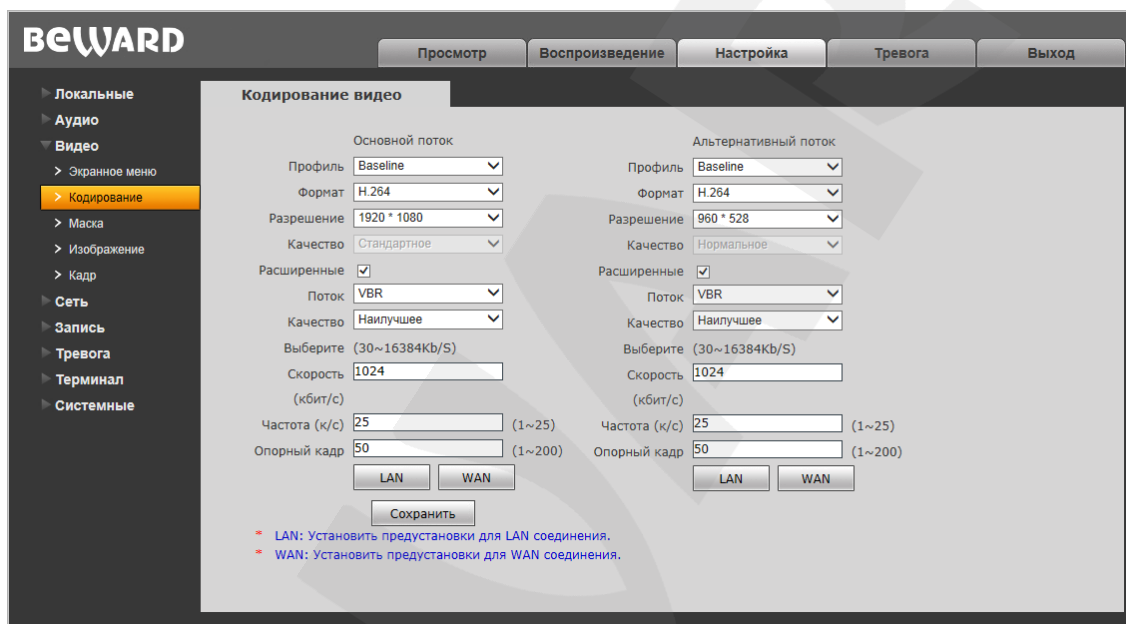 BEWARD
Просмотр Воспроизведение Настройка Тревога Выход
Локальные
Аудио
Видео
> Экранное меню
> Кодирование
> Маска
> Изображение
> Кадр
Сеть
Запись
Тревога
Терминал
Системные
Кодирование видео
Основной поток Альтернативный поток
Профиль Baseline Профиль Baseline
Формат H.264 Формат H.264
Разрешение 1920 * 1080 Разрешение 960 * 528
Качество Стандартное Качество Нормальное
Расширенные Расширенные
Поток VBR Поток VBR
Качество Наилучшее Качество Наилучшее
Выберите (30~16384Kb/S) Выберите (30~16384Kb/S)
Скорость 1024 Скорость 1024
(кбит/с) (кбит/с)
Частота (к/с) 25 (1~25) Частота (к/с) 25 (1~25)
Опорный кадр 50 (1~200) Опорный кадр 50 (1~200)
LAN WAN LAN WAN
Сохранить
* LAN: Установить предустановки для LAN соединения.
* WAN: Установить предустановки для WAN соединения.